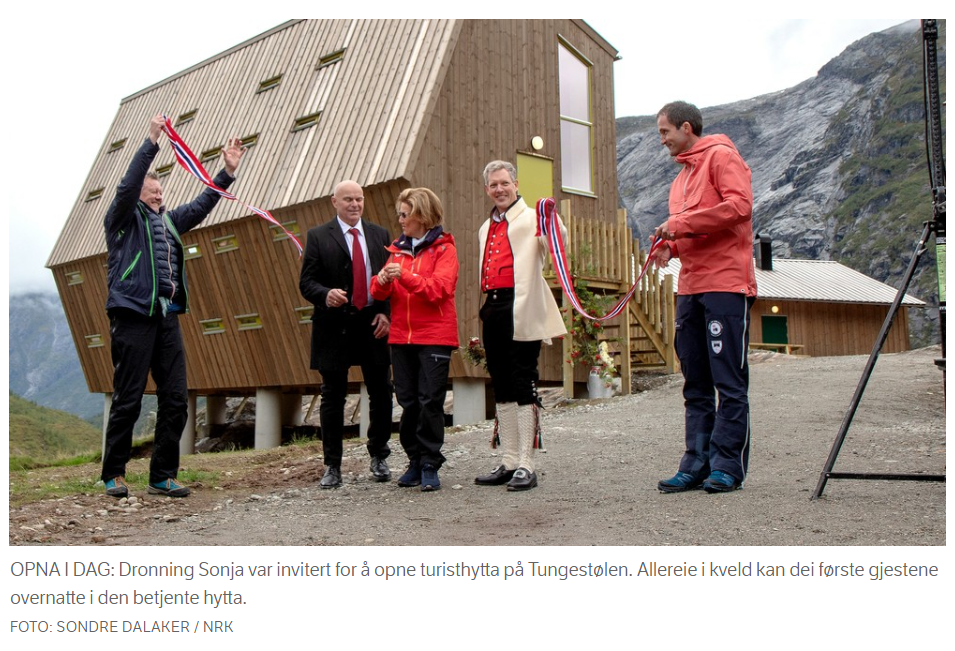 OPNA I DAG: Dronning Sonja var invitert for å opne turisthytta på Tungestølen. Allereie i kveld kan dei første gjestene
overnatte i den betjente hytta.
FOTO: SONDRE DALAKER / NRK